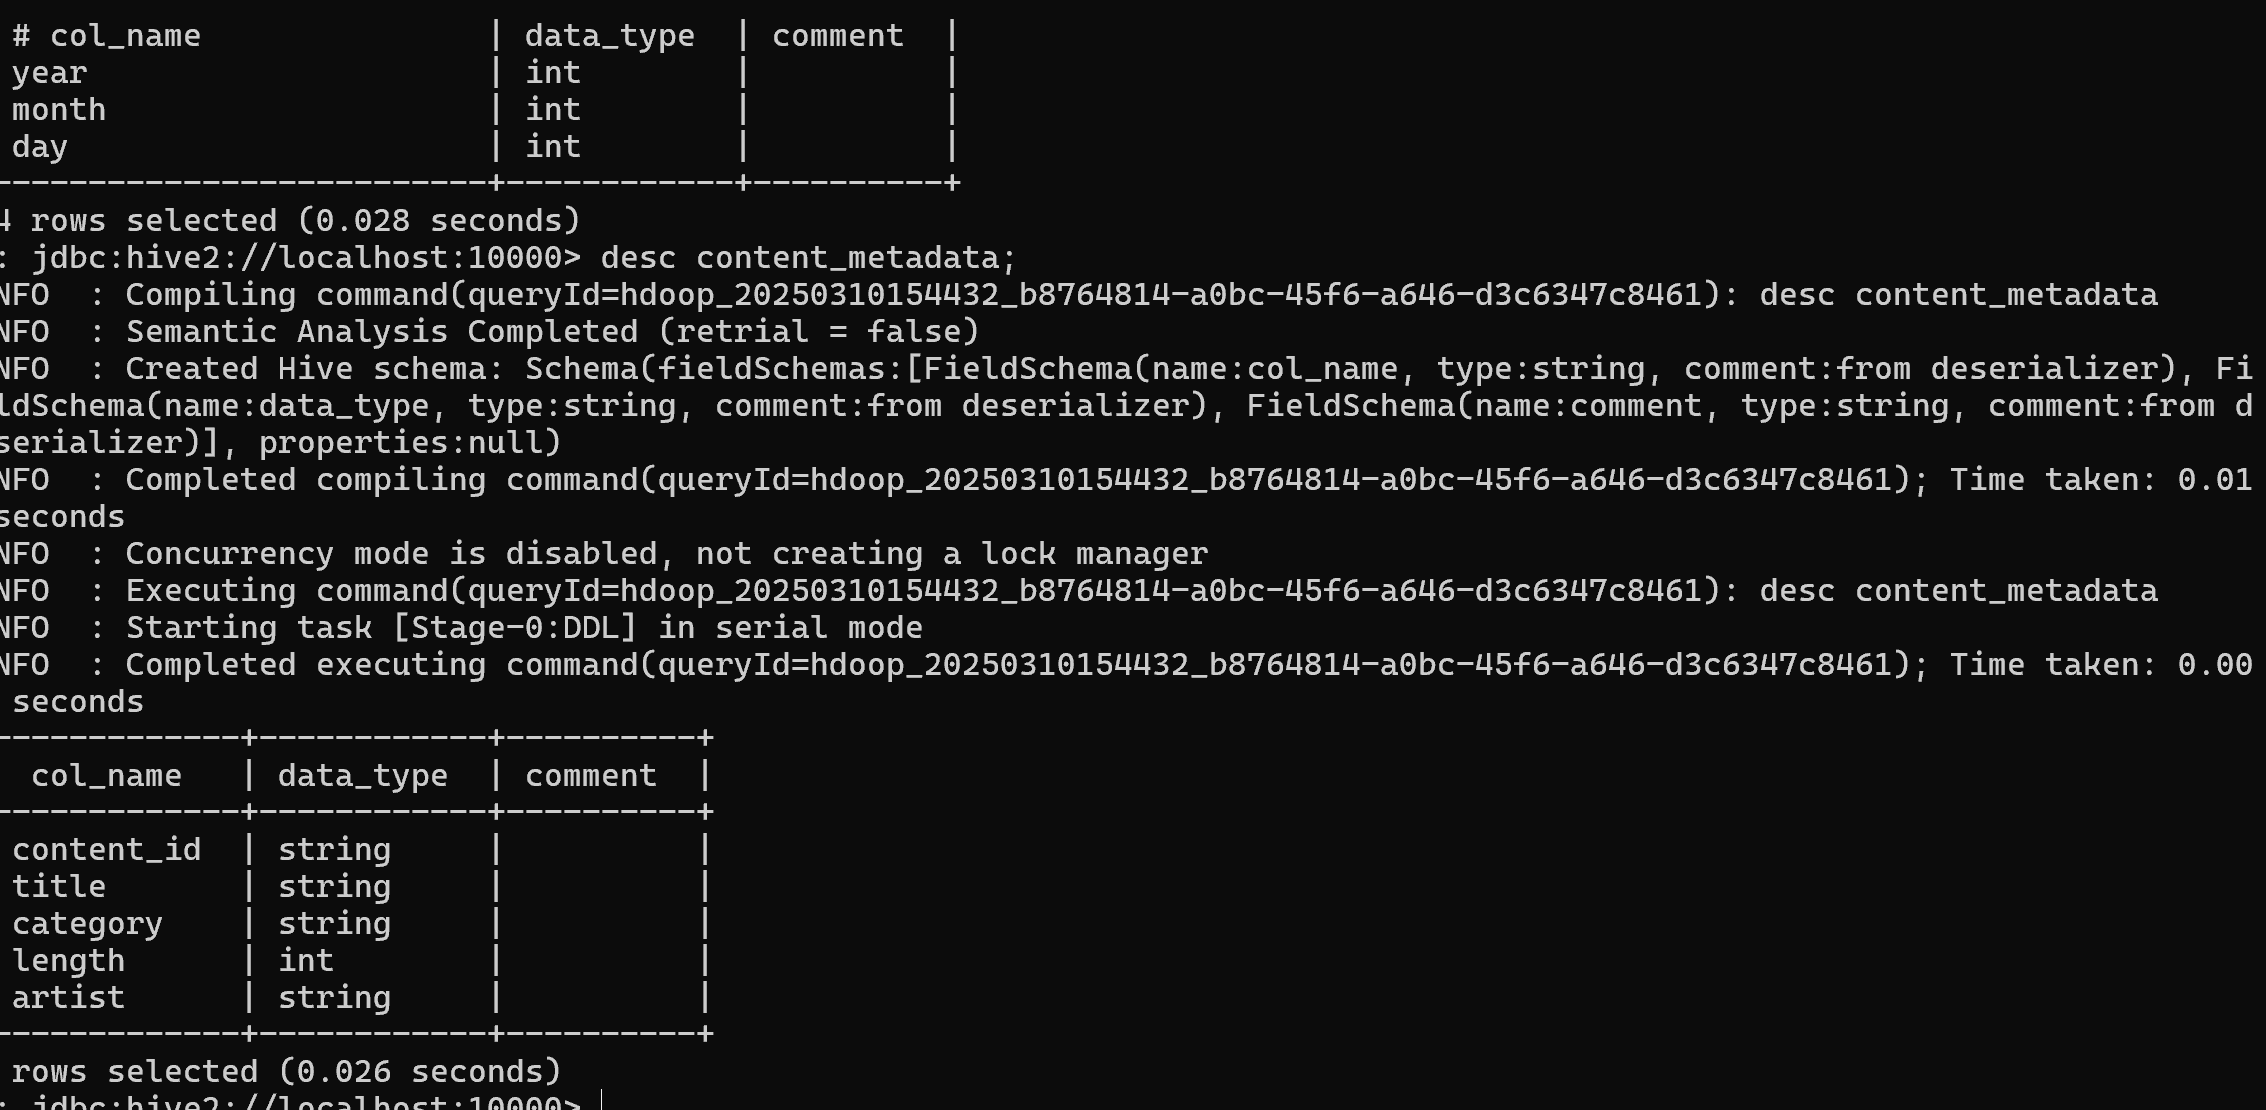 # col_name | data_type | comment |
year | int | |
month | int | |
day | int | |
--------------------------+------------+----------+
4 rows selected (0.028 seconds)
: jdbc:hive2://localhost:10000> desc content_metadata;
NFO : Compiling command(queryId=hdoop_20250310154432_b8764814-a0bc-45f6-a646-d3c6347c8461): desc content_metadata
NFO : Semantic Analysis Completed (retrial = false)
NFO : Created Hive schema: Schema(fieldSchemas:[FieldSchema(name:col_name, type:string, comment:from deserializer), Fi
ldSchema(name:data_type, type:string, comment:from deserializer), FieldSchema(name:comment, type:string, comment:from d
serializer)], properties:null)
NFO : Completed compiling command(queryId=hdoop_20250310154432_b8764814-a0bc-45f6-a646-d3c6347c8461); Time taken: 0.01
seconds
NFO : Concurrency mode is disabled, not creating a lock manager
NFO : Executing command(queryId=hdoop_20250310154432_b8764814-a0bc-45f6-a646-d3c6347c8461): desc content_metadata
NFO : Starting task [Stage-0:DDL] in serial mode
NFO : Completed executing command(queryId=hdoop_20250310154432_b8764814-a0bc-45f6-a646-d3c6347c8461); Time taken: 0.00
seconds
-------------+------------+----------+
col_name | data_type | comment |
-------------+------------+----------+
content_id | string | |
title | string | |
category | string | |
length | int | |
artist | string | |
-------------+------------+----------+
rows selected (0.026 seconds)
: jdbc:hive2://localhost:10000>